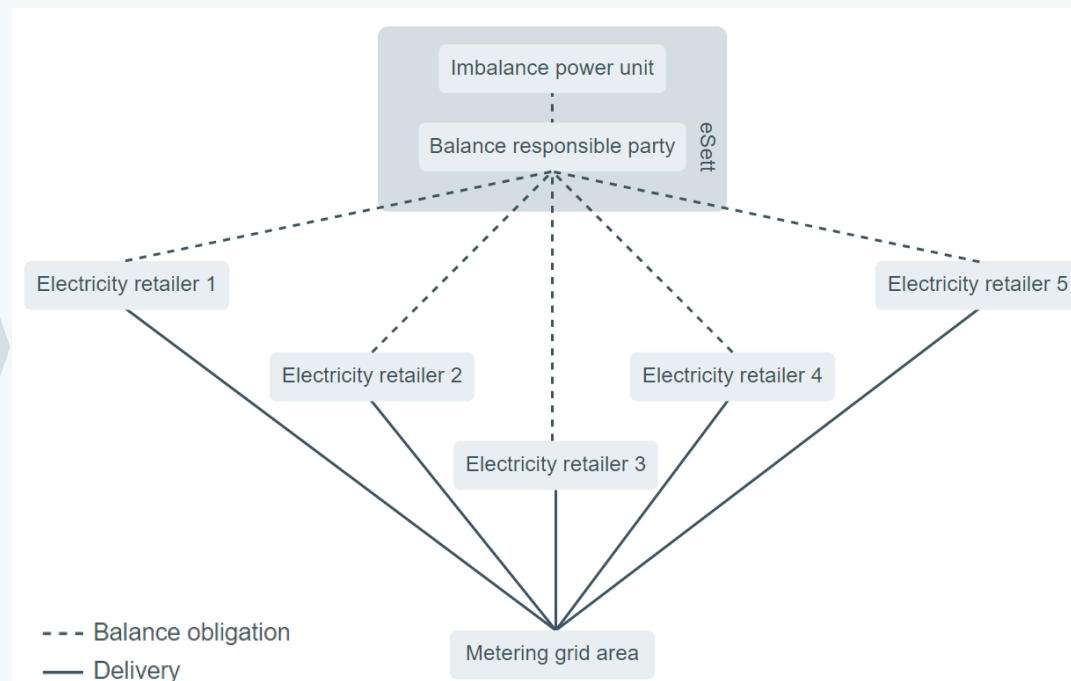 Imbalance power unit
Balance responsible party
eSett
Electricity retailer 1
Electricity retailer 5
Electricity retailer 2
Electricity retailer 4
Electricity retailer 3
Balance obligation
Metering grid area
Delivery